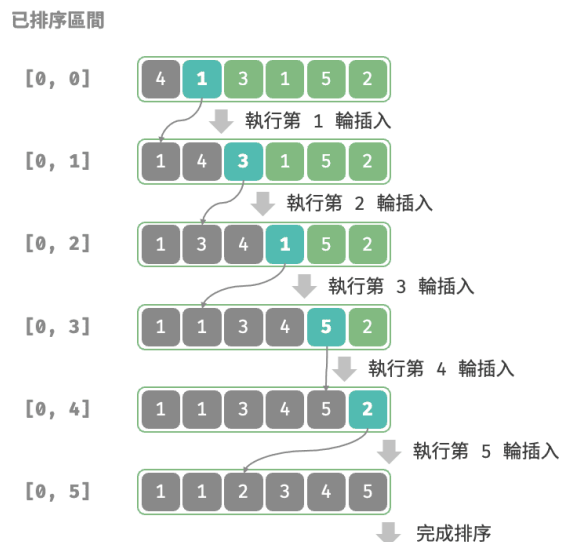 已排序區間
[0, 0] 4 1 3 1 5 2
執行第 1 輪插入
[0, 1] 1 4 3 1 5 2
執行第 2 輪插入
[0, 2] 1 3 4 1 5 2
執行第 3 輪插入
[0, 3] 1 1 3 4 5 2
執行第 4 輪插入
[0, 4] 1 1 3 4 5 2
執行第 5 輪插入
[0, 5] 1 1 2 3 4 5
完成排序